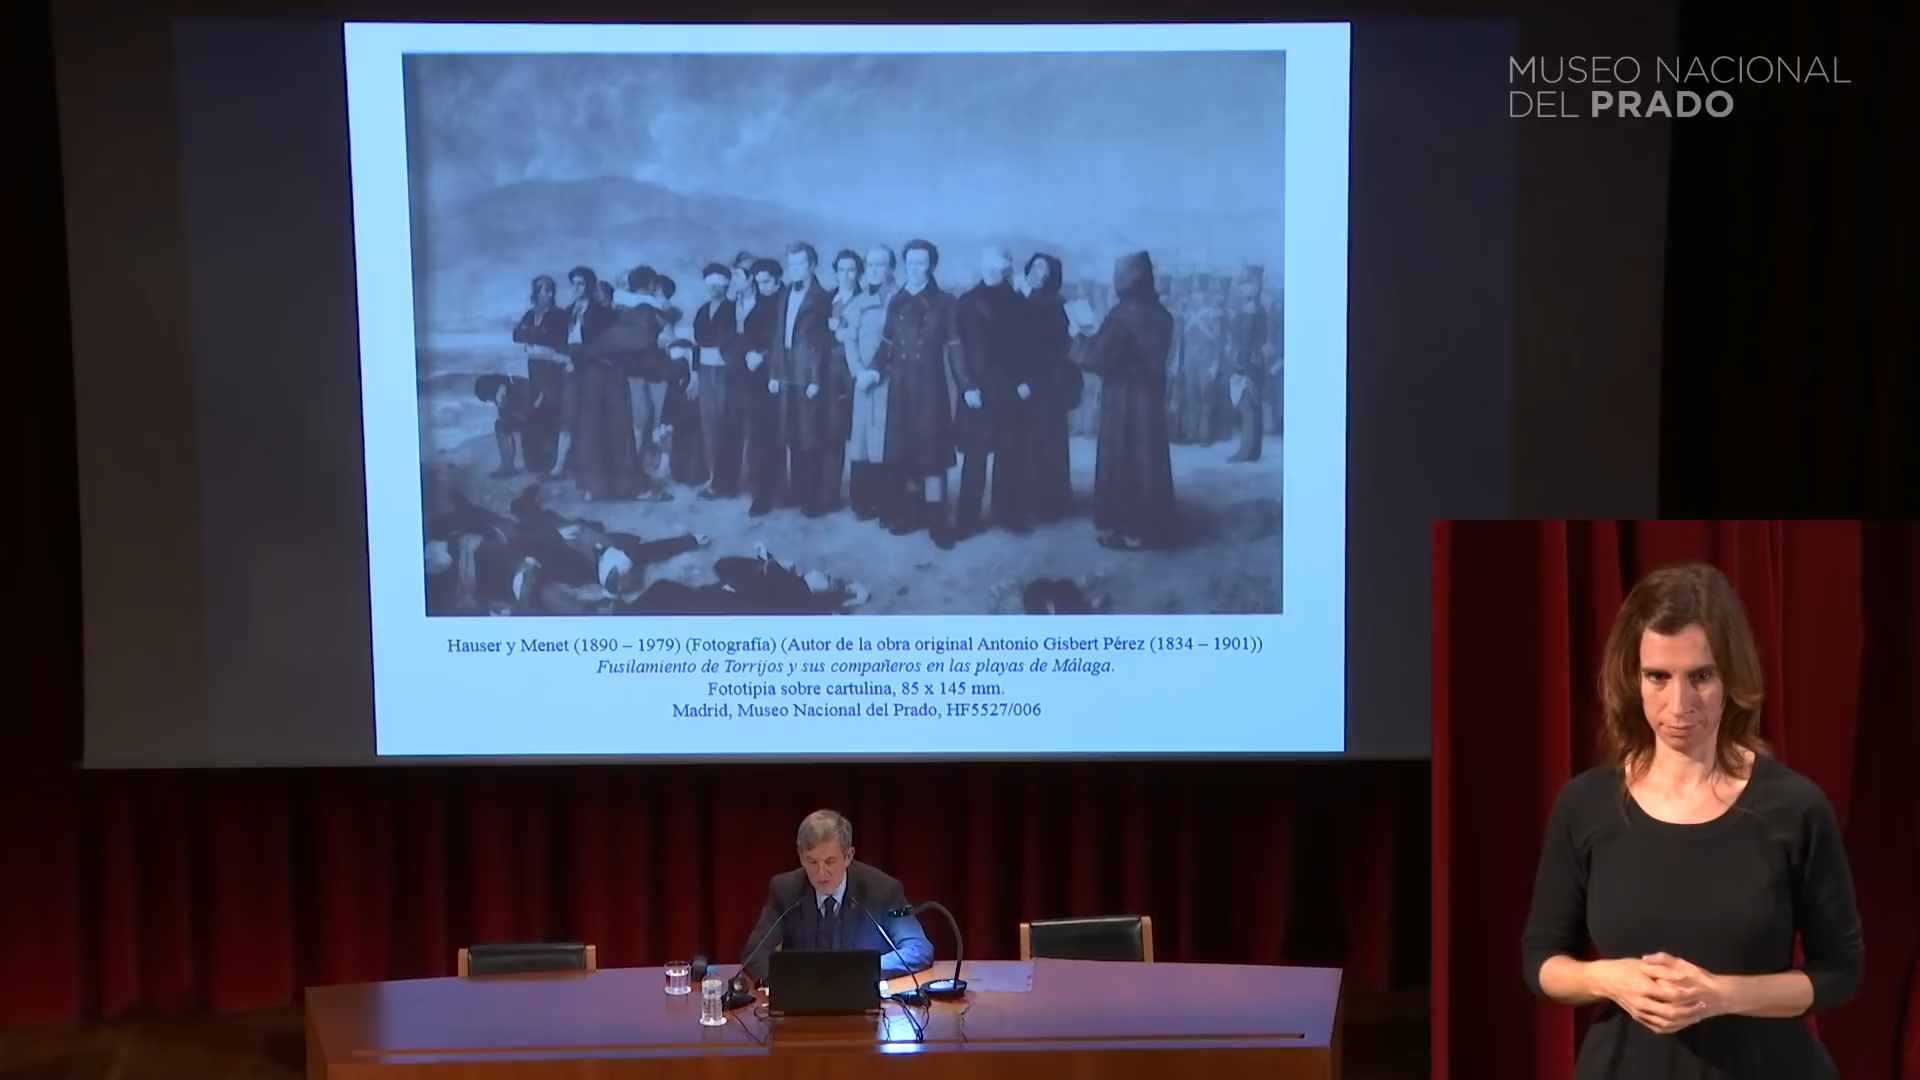 MUSEO NACIONAL
DEL PRADO
Hauser y Menet (1890 – 1979) (Fotografía) (Autor de la obra original Antonio Gisbert Pérez (1834 – 1901))
Fusilamiento de Torrijos y sus compañeros en las playas de Málaga.
Fototipia sobre cartulina, 85 x 145 mm.
Madrid, Museo Nacional del Prado, HF5527/006